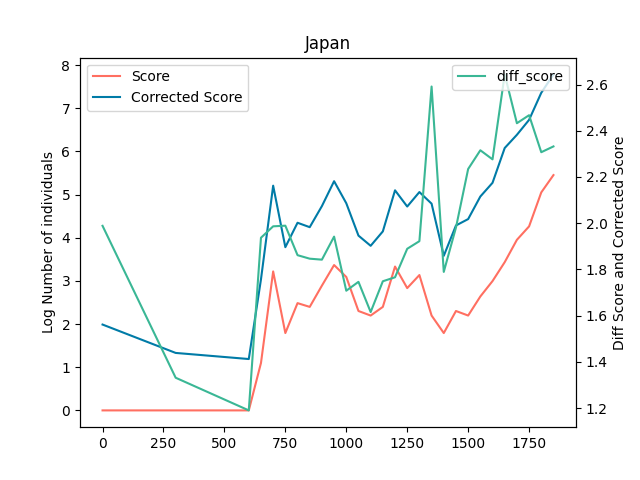 Japan
Score
Corrected Score
diff_score
Log Number of individuals
8
7
6
5
4
3
2
1
0
2.6
2.4
2.2
2.0
1.8
1.6
1.4
1.2
Diff Score and Corrected Score
0 250 500 750 1000 1250 1500 1750